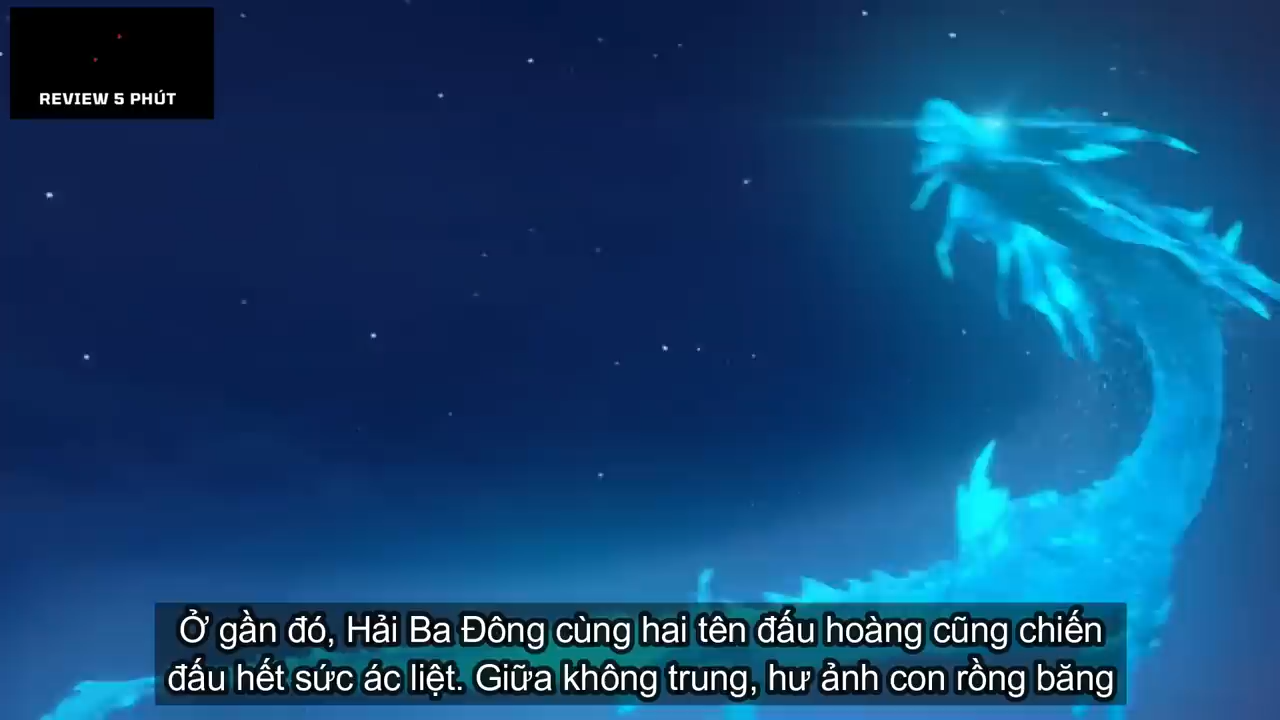 REVIEW 5 PHÚT
Ở gần đó, Hải Ba Đông cùng hai tên đấu hoàng cũng chiến
đấu hết sức ác liệt. Giữa không trung, hư ảnh con rồng băng